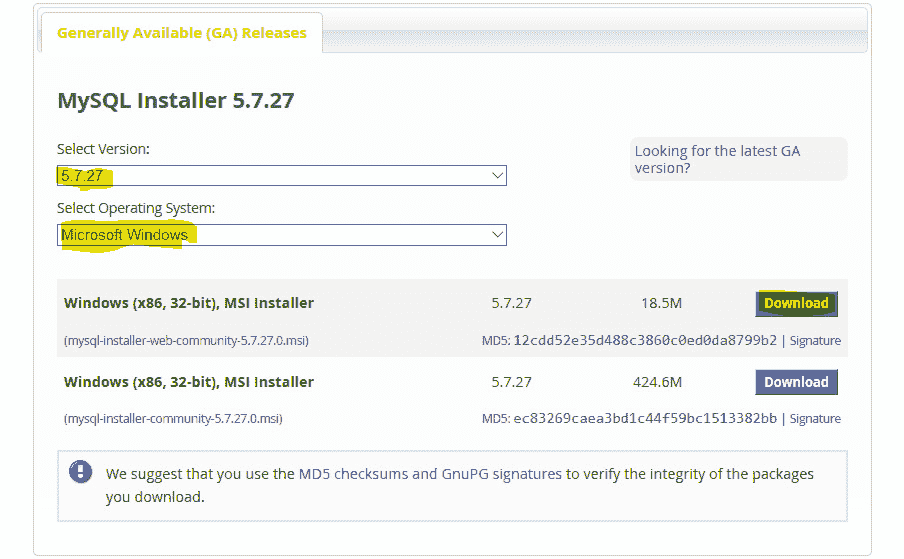 Generally Available (GA) Releases
MySQL Installer 5.7.27
Select Version:
5.7.27
Looking for the latest GA
version?
Select Operating System:
Microsoft Windows
Windows (x86, 32-bit), MSI Installer 5.7.27 18.5M Download
(mysql-installer-web-community-5.7.27.0.msi) MD5: 12cdd52e35d488c3860c0ed0da8799b2 | Signature
Windows (x86, 32-bit), MSI Installer 5.7.27 424.6M Download
(mysql-installer-community-5.7.27.0.msi) MD5: ec83269caea3bd1c44f59bc1513382bb | Signature
We suggest that you use the MD5 checksums and GnuPG signatures to verify the integrity of the packages
you download.